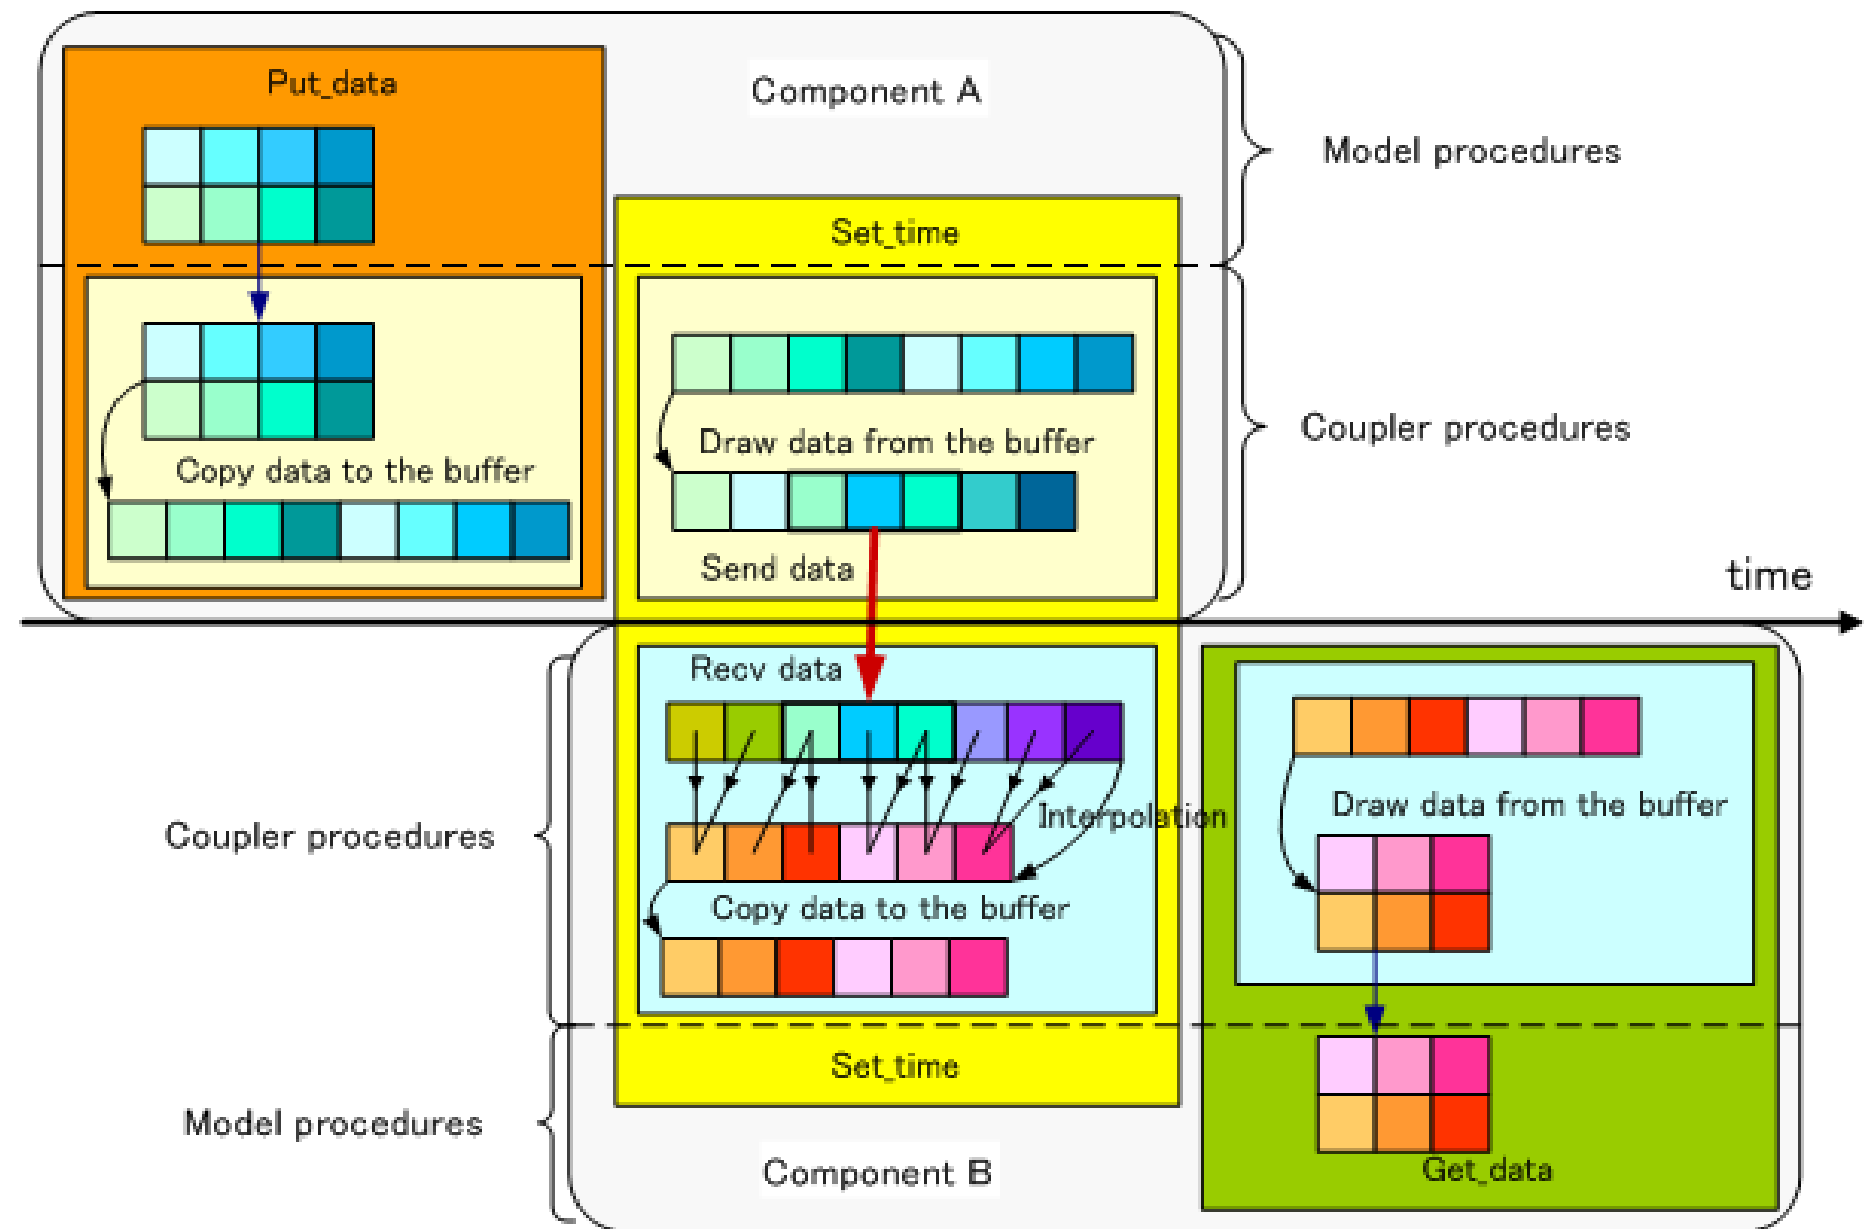 Put_data
Component A
Model procedures
Set_time
Draw data from the buffer
Coupler procedures
Copy data to the buffer
Send data
time
Recv data
Interpolation
Draw data from the buffer
Coupler procedures
Copy data to the buffer
Set_time
Model procedures
Component B
Get_data